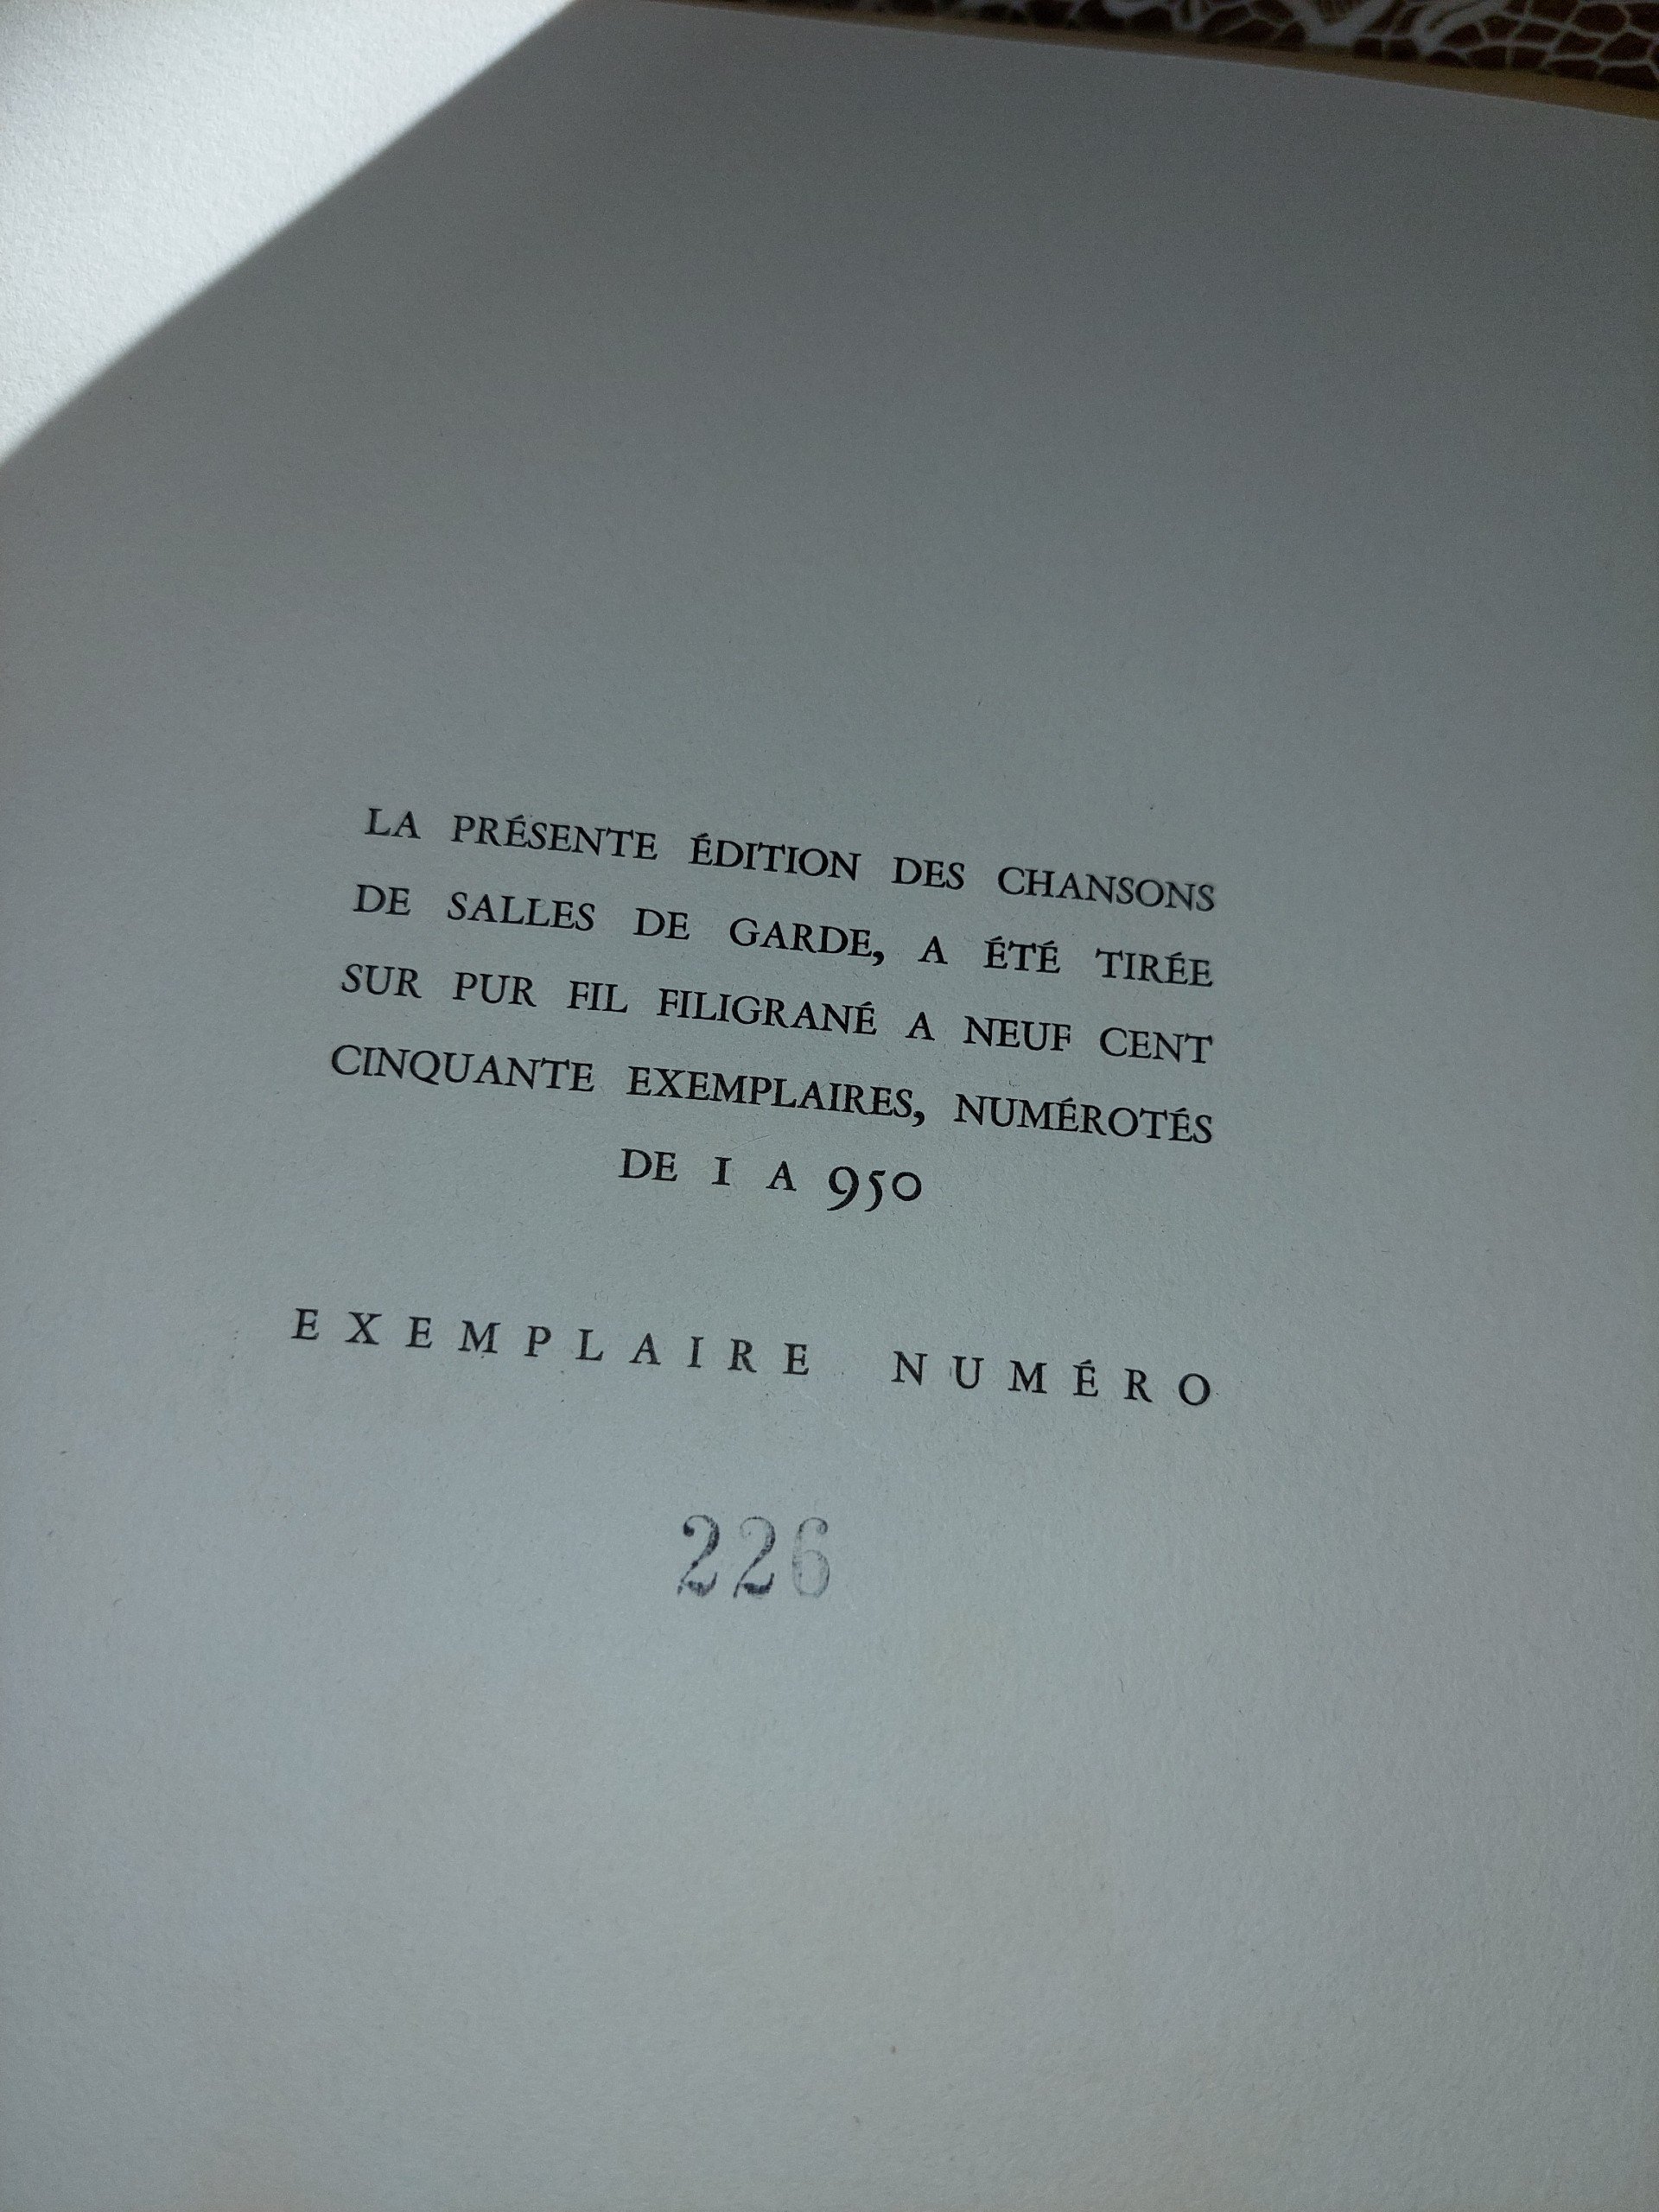 LA PRÉSENTE ÉDITION DES CHANSONS
DE SALLES DE GARDE, A ÉTÉ TIRÉE
SUR PUR FIL FILIGRANÉ A NEUF CENT
CINQUANTE EXEMPLAIRES, NUMÉROTÉS
DE 1 A 950
EXEMPLAIRE NUMÉRO
226